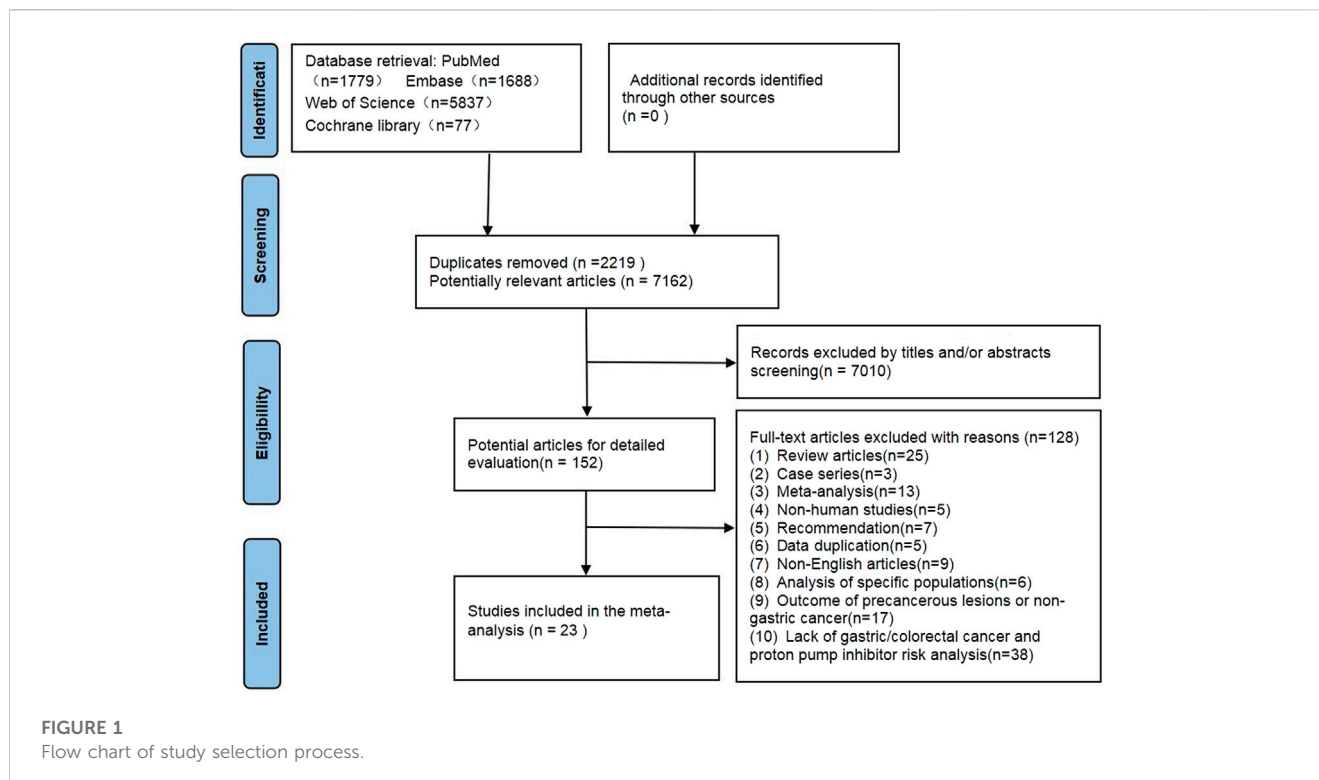 Identificati
Database retrieval: PubMed
（n=1779） Embase（n=1688）
Web of Science（n=5837）
Cochrane library（n=77）
Additional records identified
through other sources
(n =0 )
Screening
Duplicates removed (n =2219 )
Potentially relevant articles (n = 7162)
Eligibillity
Records excluded by titles and/or abstracts
screening(n = 7010)
Potential articles for detailed
evaluation(n = 152)
Full-text articles excluded with reasons (n=128)
(1) Review articles(n=25)
(2) Case series(n=3)
(3) Meta-analysis(n=13)
(4) Non-human studies(n=5)
(5) Recommendation(n=7)
(6) Data duplication(n=5)
(7) Non-English articles(n=9)
(8) Analysis of specific populations(n=6)
(9) Outcome of precancerous lesions or non-
gastric cancer(n=17)
(10) Lack of gastric/colorectal cancer and
proton pump inhibitor risk analysis(n=38)
Included
Studies included in the meta-
analysis (n = 23 )
FIGURE 1
Flow chart of study selection process.